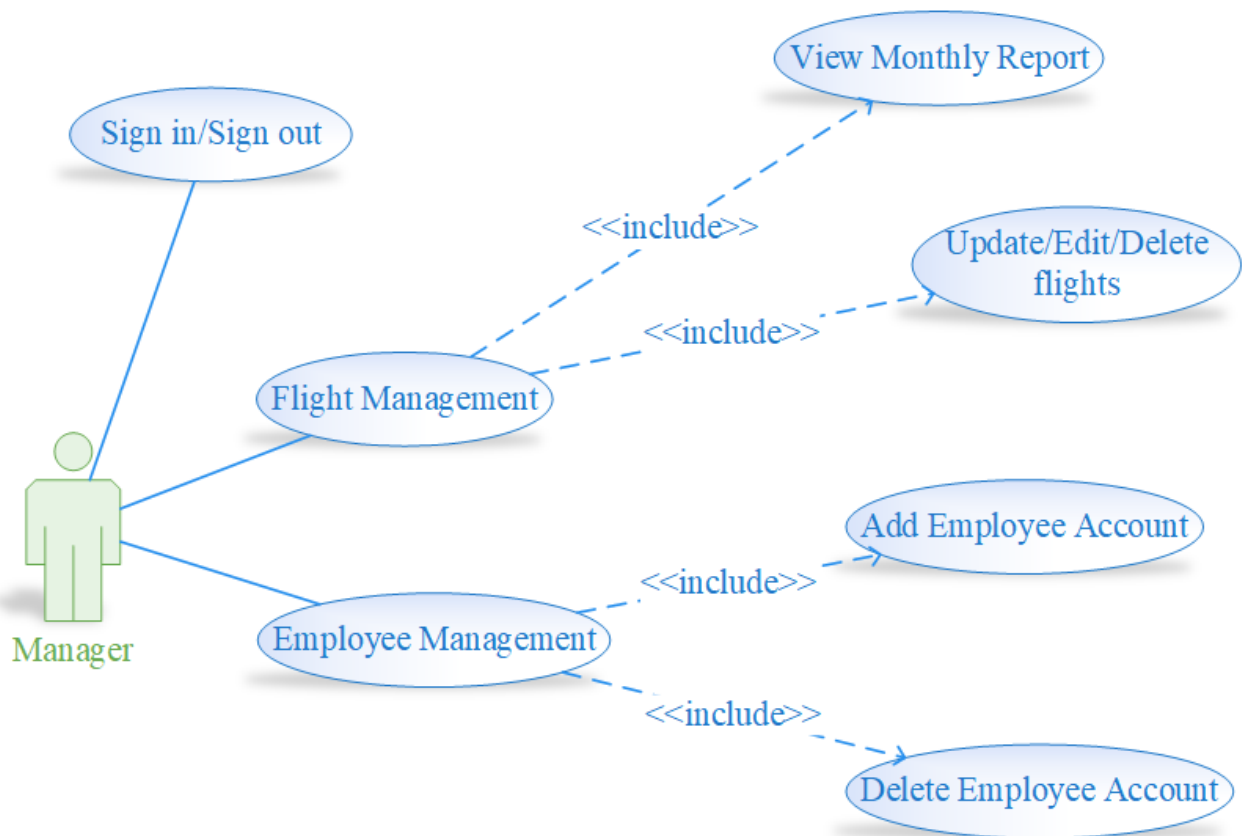 View Monthly Report
Sign in/Sign out
<<include>>
Update/Edit/Delete
flights
<<include>>
Flight Management
Add Employee Account
<<include>>
Employee Management
Manager
<<include>>
Delete Employee Account